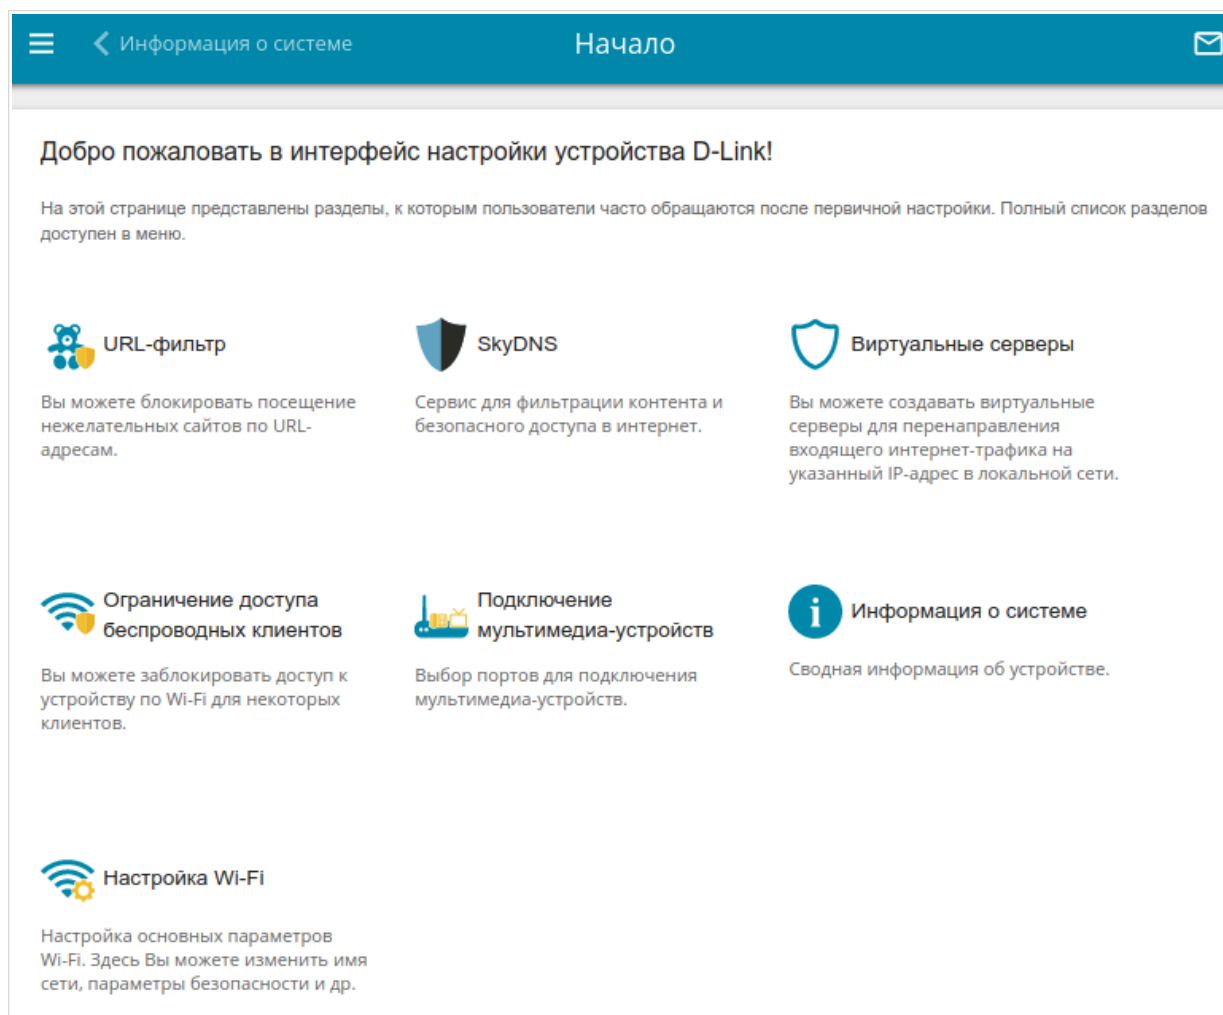 Информация о системе
Начало
Добро пожаловать в интерфейс настройки устройства D-Link!
На этой странице представлены разделы, к которым пользователи часто обращаются после первичной настройки. Полный список разделов
доступен в меню.
URL-фильтр
Вы можете блокировать посещение
нежелательных сайтов по URL-
адресам.
SkyDNS
Сервис для фильтрации контента и
безопасного доступа в интернет.
Виртуальные серверы
Вы можете создавать виртуальные
серверы для перенаправления
входящего интернет-трафика на
указанный IP-адрес в локальной сети.
Ограничение доступа
беспроводных клиентов
Вы можете заблокировать доступ к
устройству по Wi-Fi для некоторых
клиентов.
Подключение
мультимедиа-устройств
Выбор портов для подключения
мультимедиа-устройств.
Информация о системе
Сводная информация об устройстве.
Настройка Wi-Fi
Настройка основных параметров
Wi-Fi. Здесь Вы можете изменить имя
сети, параметры безопасности и др.